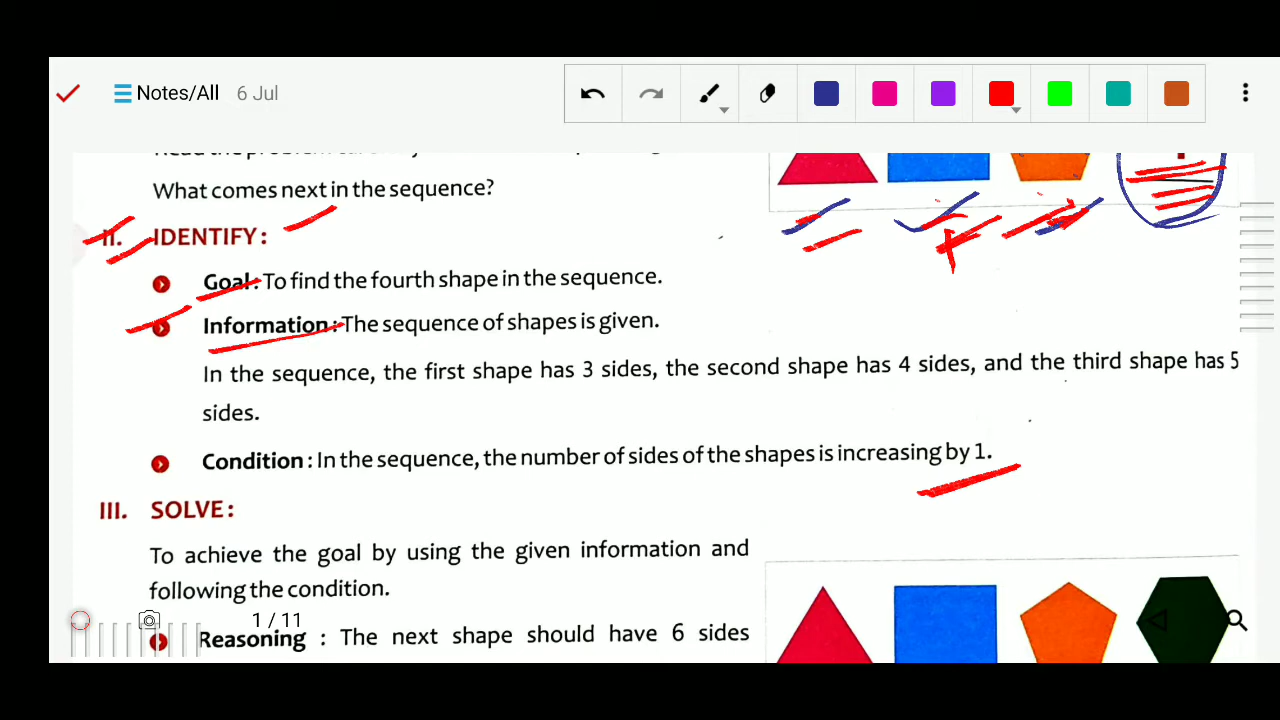 Notes/All 6 Jul
What comes next in the sequence?
II. IDENTIFY:
Goal: To find the fourth shape in the sequence.
Information: The sequence of shapes is given.
In the sequence, the first shape has 3 sides, the second shape has 4 sides, and the third shape has 5
sides.
Condition: In the sequence, the number of sides of the shapes is increasing by 1.
III. SOLVE:
To achieve the goal by using the given information and
following the condition.
1 / 11
Reasoning : The next shape should have 6 sides